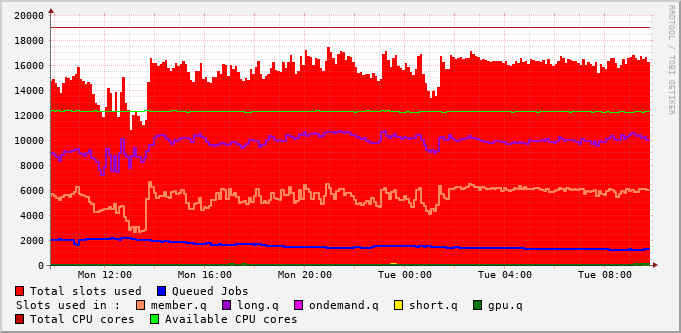 RRDTOOL / TOBI OETIKER
20000
18000
16000
14000
12000
10000
8000
6000
4000
2000
0
Mon 12:00 Mon 16:00 Mon 20:00 Tue 00:00 Tue 04:00 Tue 08:00
Total slots used Queued Jobs
Slots used in : member.q long.q ondemand.q short.q gpu.q
Total CPU cores Available CPU cores